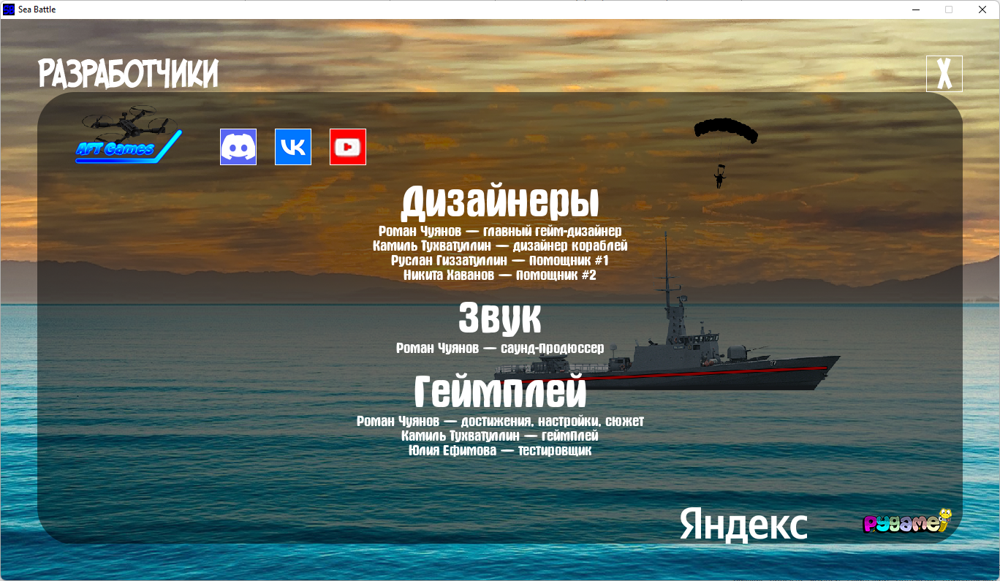 Sea Battle
РАЗРАБОТЧИКИ
X
AFT Games
Дизайнеры
Роман Чуянов — главный гейм-дизайнер
Камиль Тухватуллин — дизайнер кораблей
Руслан Гиззатуллин — помощник #1
Никита Хаванов — помощник #2
Звук
Роман Чуянов — саунд-продюссер
Геймплей
Роман Чуянов — достижения, настройки, сюжет
Камиль Тухватуллин — геймплей
Юлия Ефимова — тестировщик
37
Яндекс
pygame